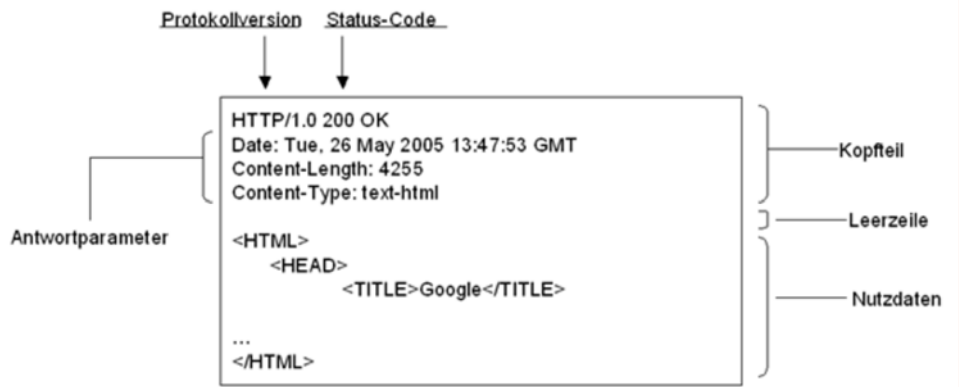 Protokollversion Status-Code
HTTP/1.0 200 OK
Date: Tue, 26 May 2005 13:47:53 GMT
Content-Length: 4255
Content-Type: text-html
Kopfteil
Antwortparameter
Leerzeile
<HTML>
<HEAD>
<TITLE>Google</TITLE>
Nutzdaten
...
</HTML>